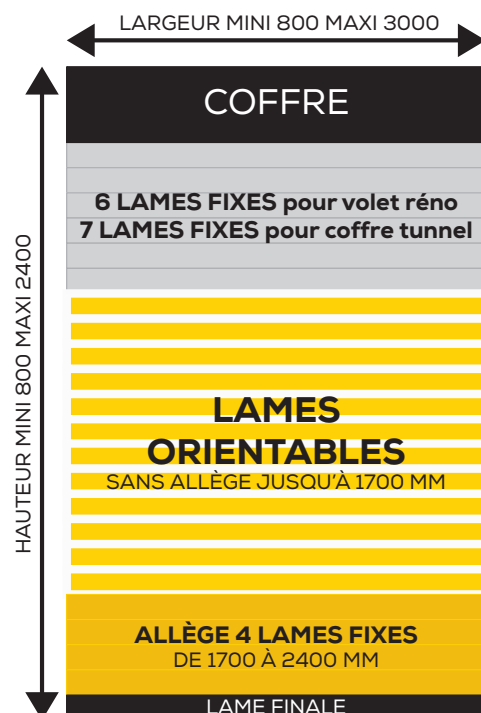 LARGEUR MINI 800 MAXI 3000
COFFRE
6 LAMES FIXES pour volet réno
7 LAMES FIXES pour coffre tunnel
HAUTEUR MINI 800 MAXI 2400
LAMES
ORIENTABLES
SANS ALLÈGE JUSQU'À 1700 MM
ALLÈGE 4 LAMES FIXES
DE 1700 À 2400 MM
LAME FINALE